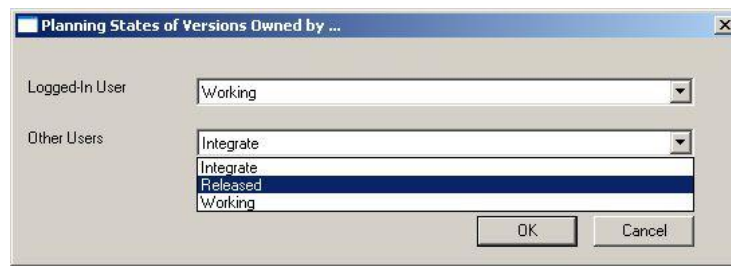 Planning States of Versions Owned by ...
Logged-In User
Working
Other Users
Integrate
Integrate
Released
Working
OK Cancel